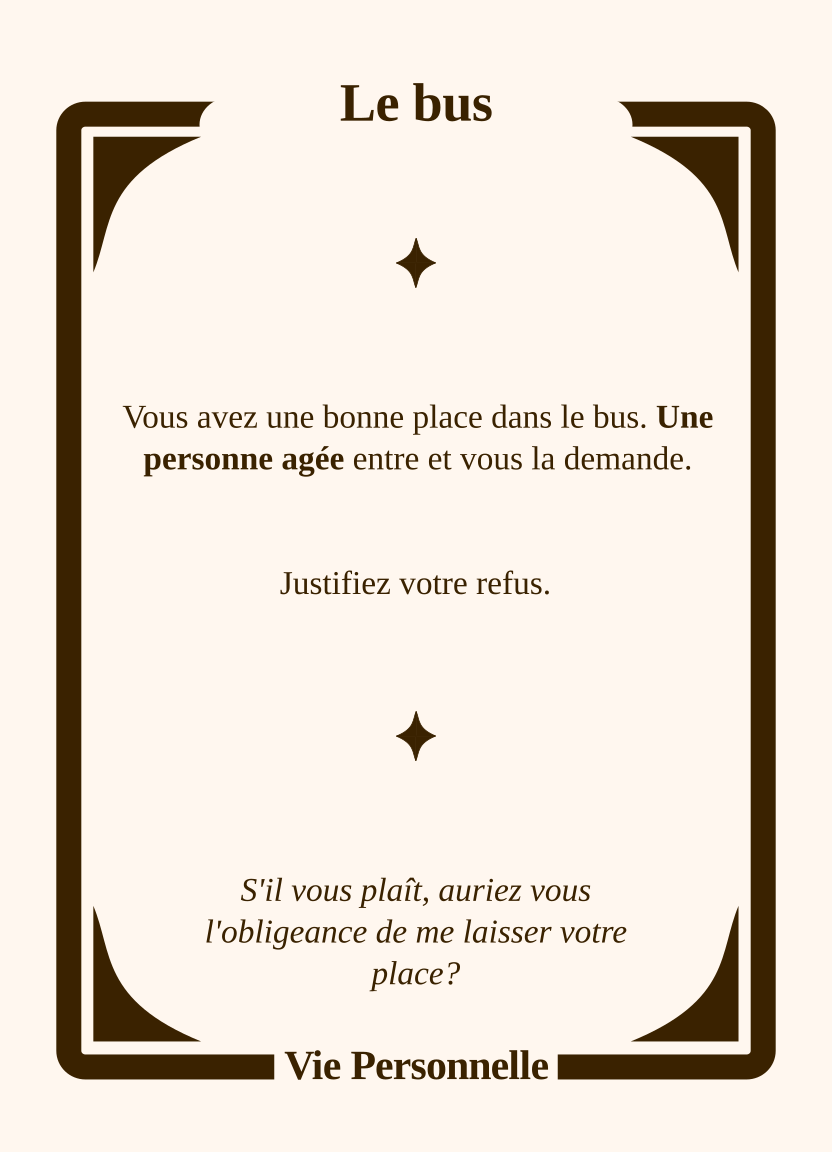 Le bus
Vous avez une bonne place dans le bus. Une
personne agée entre et vous la demande.
Justifiez votre refus.
S'il vous plaît, auriez vous
l'obligeance de me laisser votre
place?
Vie Personnelle